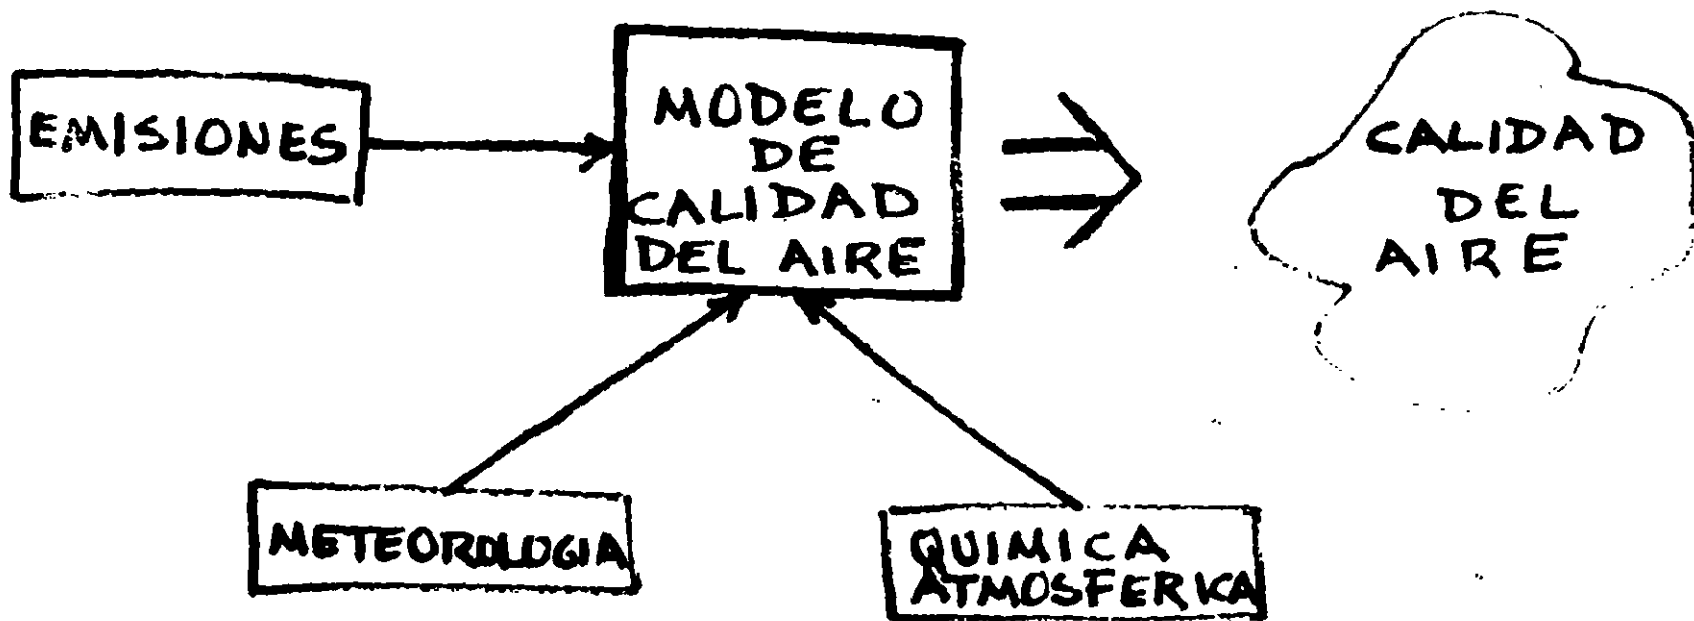 EMISIONES
MODELO
DE
CALIDAD
DEL AIRE
CALIDAD
DEL
AIRE
METEOROLOGIA
QUIMICA
ATMOSFERICA